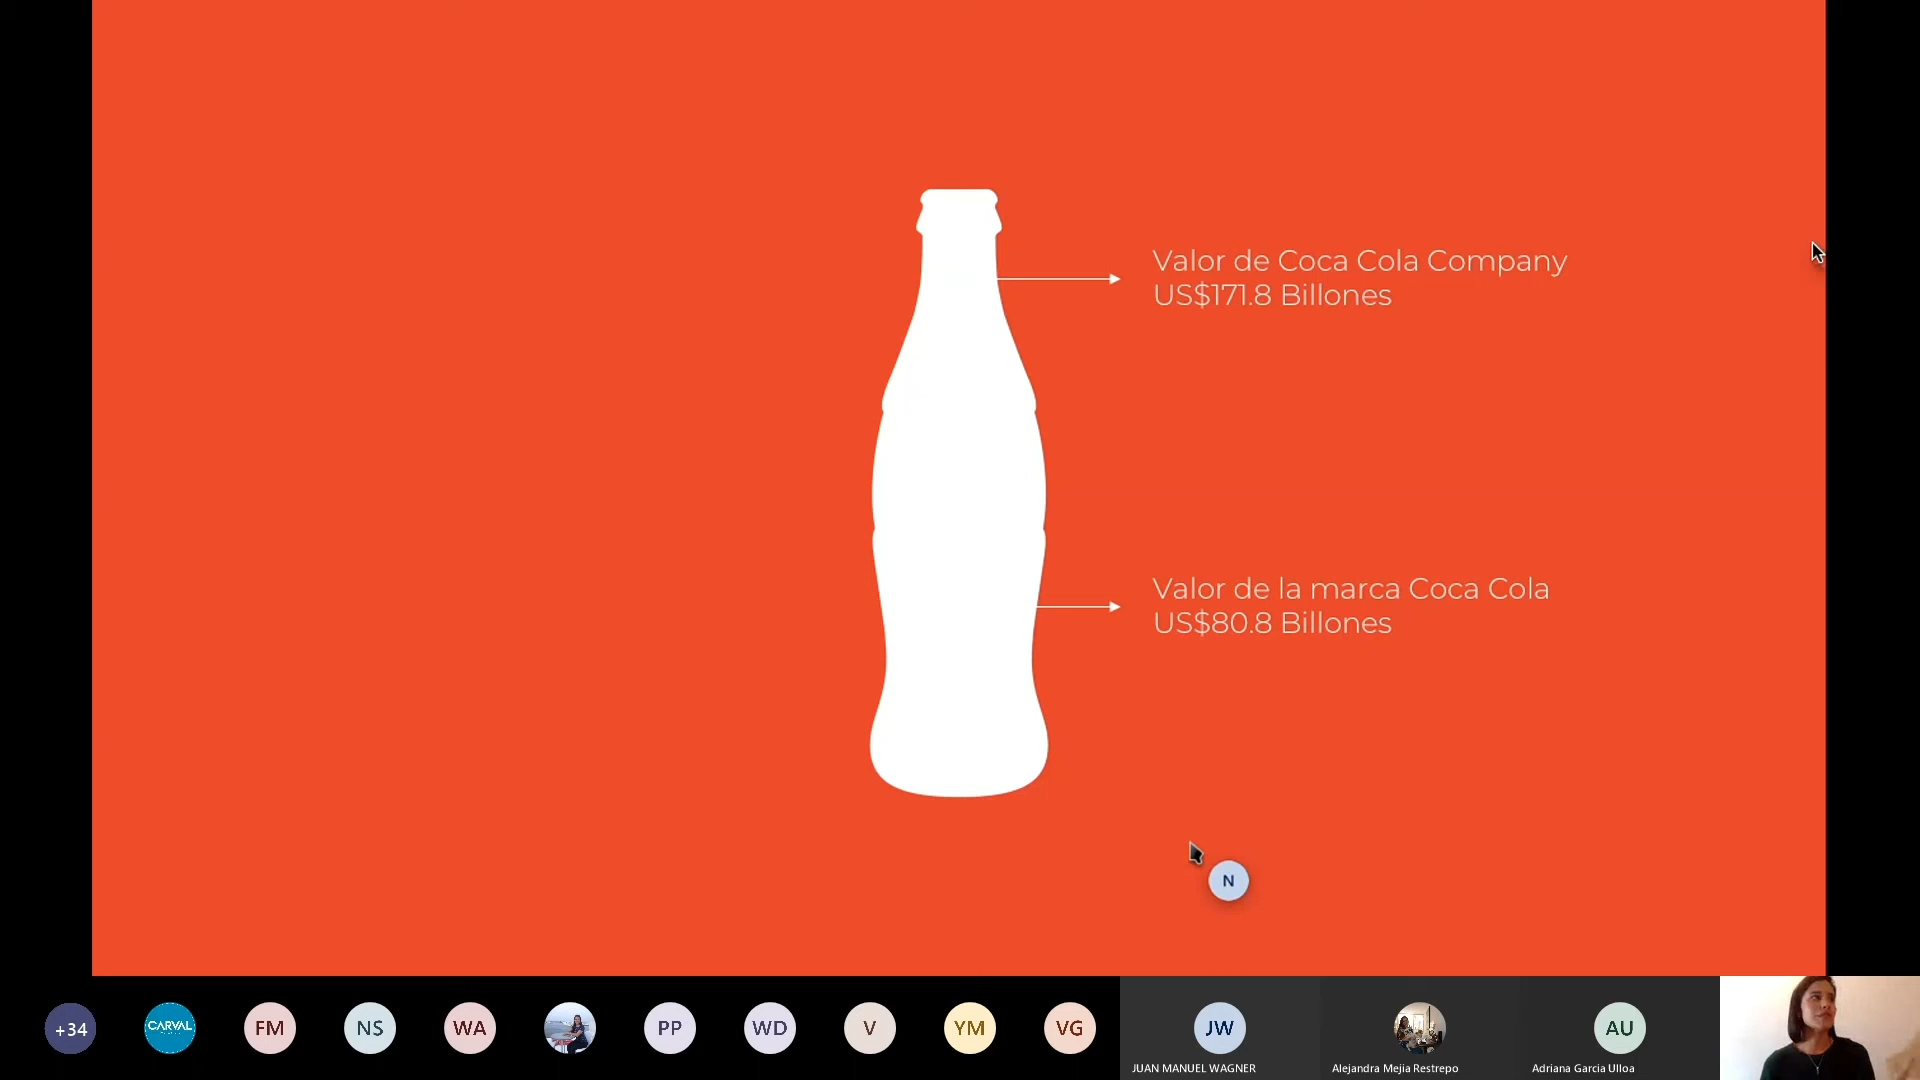 Valor de Coca Cola Company
US$171.8 Billones
Valor de la marca Coca Cola
US$80.8 Billones
N
+34
CARVAL
FM
NS
WA
PP
WD
V
YM
VG
JW
AU
JUAN MANUEL WAGNER
Alejandra Mejia Restrepo
Adriana Garcia Ulloa